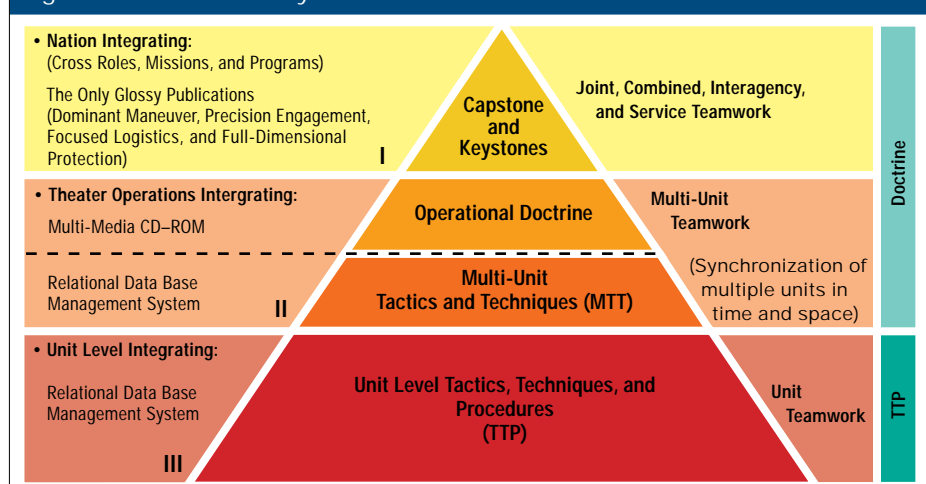 • Nation Integrating:
(Cross Roles, Missions, and Programs)
The Only Glossy Publications
(Dominant Maneuver, Precision Engagement,
Focused Logistics, and Full-Dimensional
Protection)
I
Capstone
and
Keystones
Joint, Combined, Interagency,
and Service Teamwork
• Theater Operations Intergrating:
Multi-Media CD–ROM
Operational Doctrine
Multi-Unit
Teamwork
Relational Data Base
Management System
II
Multi-Unit
Tactics and Techniques (MTT)
(Synchronization of
multiple units in
time and space)
Doctrine
• Unit Level Integrating:
Relational Data Base
Management System
III
Unit Level Tactics, Techniques, and
Procedures
(TTP)
Unit
Teamwork
TTP